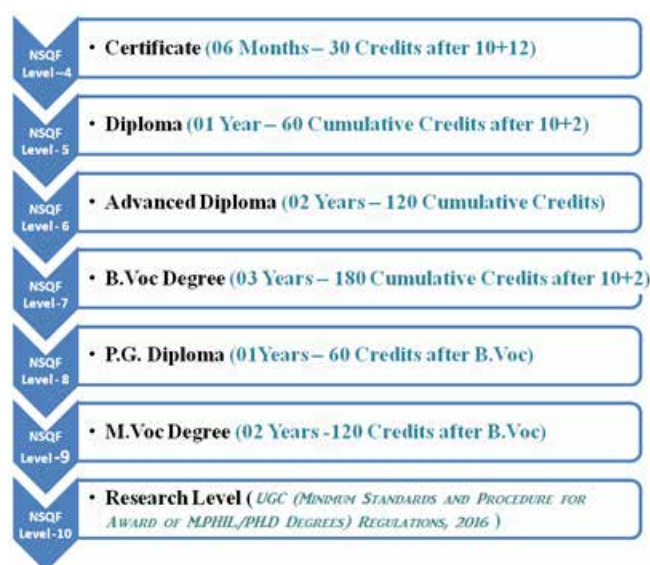 NSQF
Level-4
• Certificate (06 Months – 30 Credits after 10+12)
NSQF
Level-5
• Diploma (01 Year – 60 Cumulative Credits after 10+2)
NSQF
Level-6
• Advanced Diploma (02 Years – 120 Cumulative Credits)
NSQF
Level-7
• B.Voc Degree (03 Years – 180 Cumulative Credits after 10+2)
NSQF
Level-8
• P.G. Diploma (01Years – 60 Credits after B.Voc)
NSQF
Level-9
• M.Voc Degree (02 Years -120 Credits after B.Voc)
NSQF
Level-10
• Research Level ( UGC (MINIMUM STANDARDS AND PROCEDURE FOR
AWARD OF M.PHIL./PH.D DEGREES) REGULATIONS, 2016 )